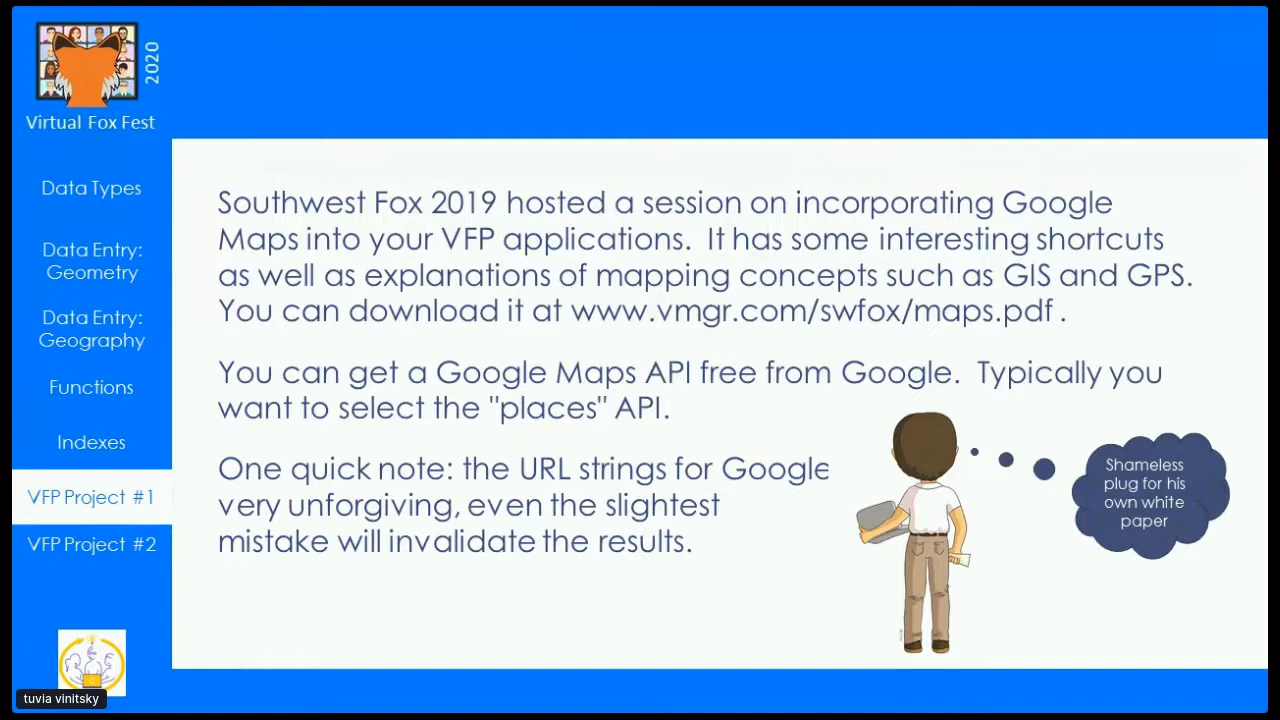 2020
Virtual Fox Fest
Data Types
Data Entry:
Geometry
Data Entry:
Geography
Functions
Indexes
VFP Project #1
VFP Project #2
tuvia vinitsky
Southwest Fox 2019 hosted a session on incorporating Google
Maps into your VFP applications. It has some interesting shortcuts
as well as explanations of mapping concepts such as GIS and GPS.
You can download it at www.vmgr.com/swfox/maps.pdf .
You can get a Google Maps API free from Google. Typically you
want to select the "places" API.
One quick note: the URL strings for Google
very unforgiving, even the slightest
mistake will invalidate the results.
Shameless
plug for his
own white
paper